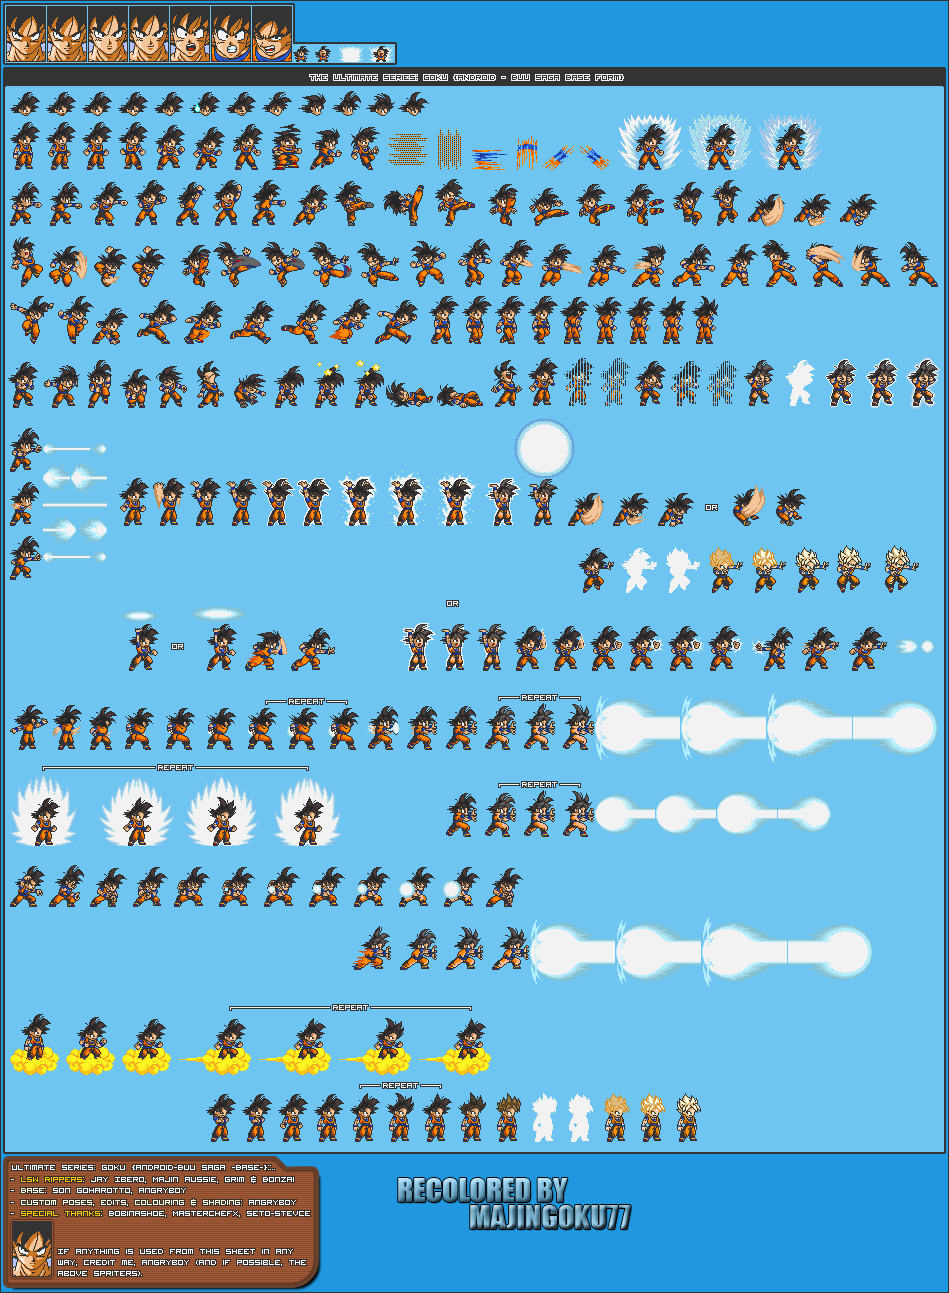 THE ULTIMATE SERIES: GOKU (ANDROID - BUU SAGA BASE FORM)
OR
OR
OR
REPEAT
REPEAT
REPEAT
REPEAT
REPEAT
REPEAT
ULTIMATE SERIES: GOKU (ANDROID-BUU SAGA -BASE-):..
- LSW RIPPERS: JAY IBERO, MAJIN AUSSIE, GRIM & BONZAI
- BASE: SON GOHAROTTO, ANGRYBOY
- CUSTOM POSES, EDITS, COLOURING & SHADING: ANGRYBOY
- SPECIAL THANKS: BOBINASHOE, MASTERCHEFX, SETO-STEVCE
IF ANYTHING IS USED FROM THIS SHEET IN ANY
WAY, CREDIT ME, ANGRYBOY (AND IF POSSIBLE, THE
ABOVE SPRITERS).
RECOLORED BY
MAJINGOKU77